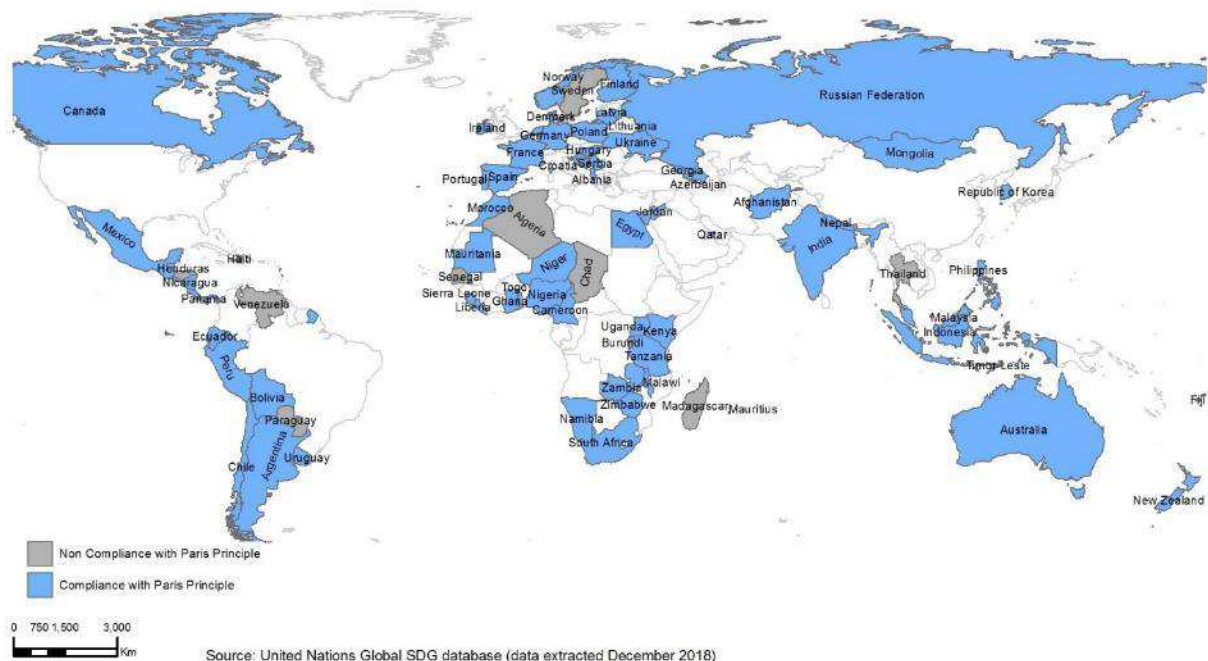 Canada
Norway
Sweden
Finland
Russian Federation
Denmark
Latvia
Ireland
Lithuania
Germany
Poland
Ukraine
France
Hungary
Croatia
Serbia
Mongolia
Georgia
Portugal
Spain
Albania
Azerbaijan
Republic of Korea
Morocco
Algeria
Jordan
Afghanistan
Mexico
Egypt
Qatar
Nepal
India
Haiti
Mauritania
Niger
Chad
Honduras
Senegal
Thailand
Philippines
Nicaragua
Sierra Leone
Togo
Nigeria
Panama
Venezuela
Liberia
Ghana
Cameroon
Malaysia
Uganda
Kenya
Indonesia
Ecuador
Burundi
Tanzania
Peru
Timor Leste
Bolivia
Zambia
Malawi
Fiji
Paraguay
Zimbabwe
Madagascar
Mauritius
Namibia
Australia
Argentina
South Africa
Chile
Uruguay
New Zealand
Non Compliance with Paris Principle
Compliance with Paris Principle
0 750 1,500 3,000
Km
Source: United Nations Global SDG database (data extracted December 2018)